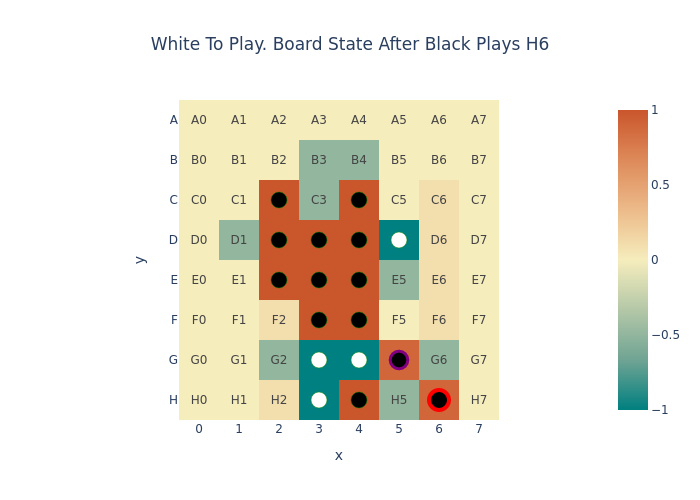 White To Play. Board State After Black Plays H6
A A0 A1 A2 A3 A4 A5 A6 A7
B B0 B1 B2 B3 B4 B5 B6 B7
C C0 C1 C3 C5 C6 C7
D D0 D1 D6 D7
E E0 E1 E5 E6 E7
F F0 F1 F2 F5 F6 F7
G G0 G1 G2 G6 G7
H H0 H1 H2 H5 H7
0 1 2 3 4 5 6 7
x
y
1
0.5
0
−0.5
−1